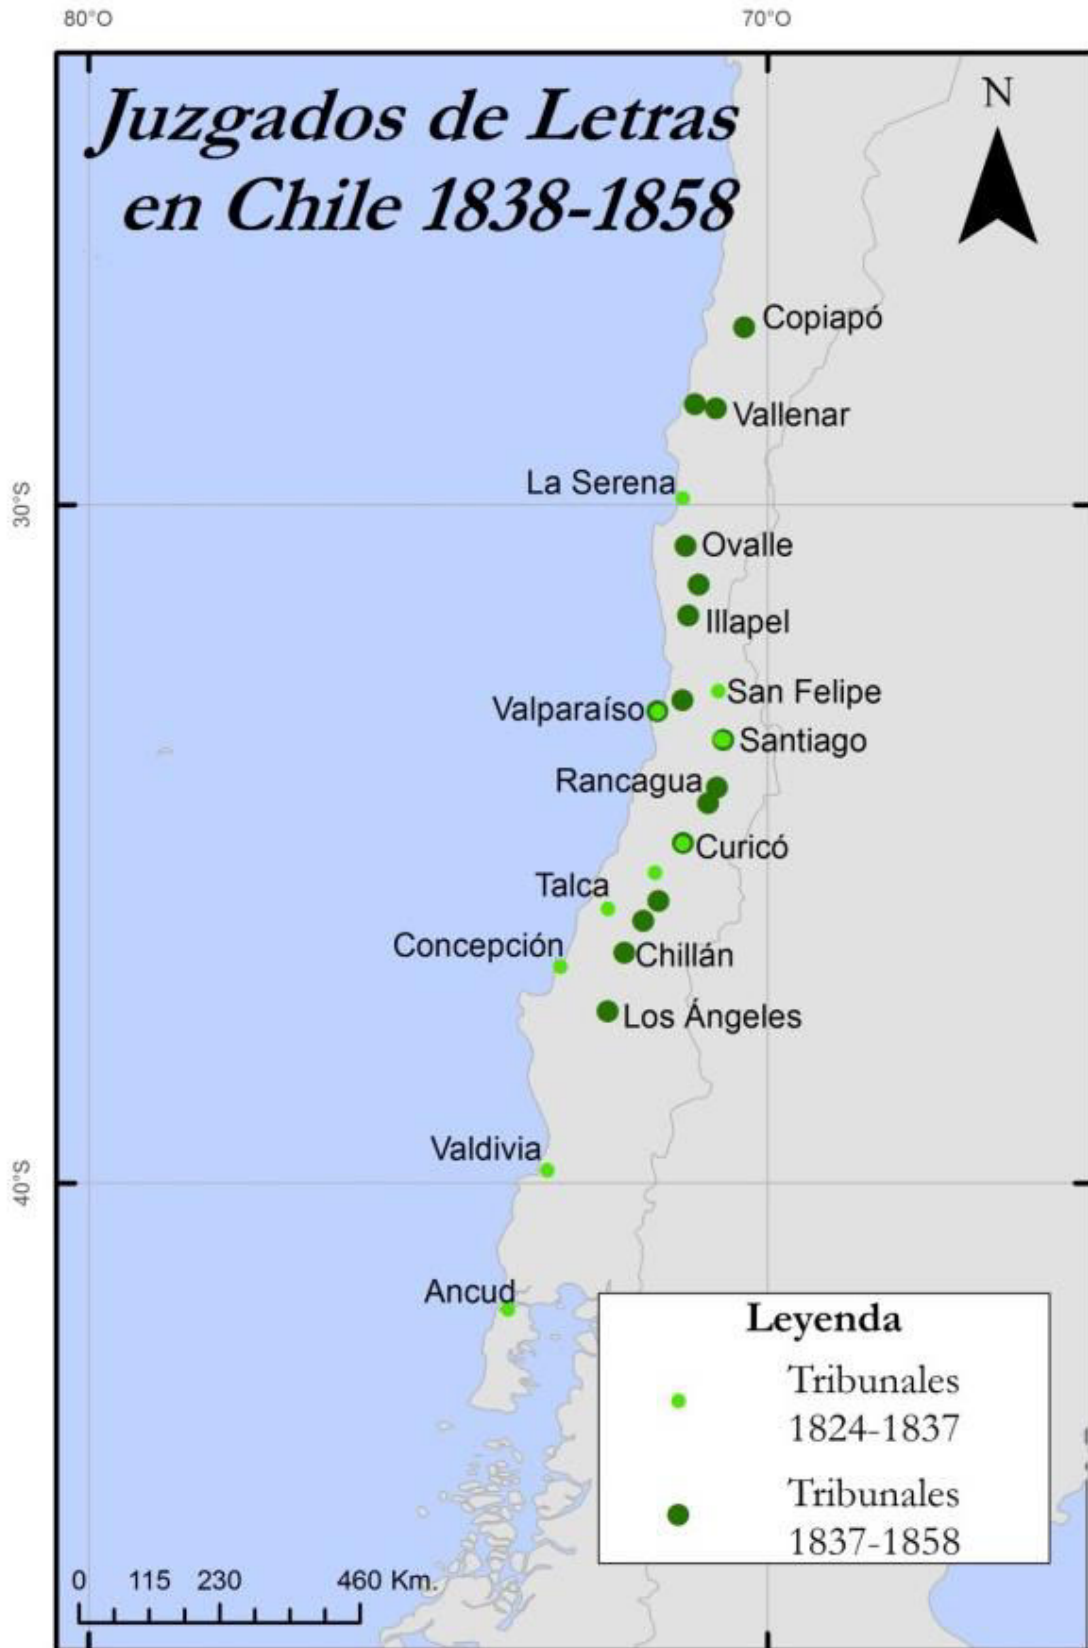 80°O
70°O
Juzgados de Letras
en Chile 1838-1858
N
Copiapó
Vallenar
La Serena
30°S
Ovalle
Illapel
San Felipe
Valparaíso
Santiago
Rancagua
Curicó
Talca
Concepción
Chillán
Los Ángeles
Valdivia
40°S
Ancud
Leyenda
Tribunales
1824-1837
Tribunales
1837-1858
0 115 230 460 Km.